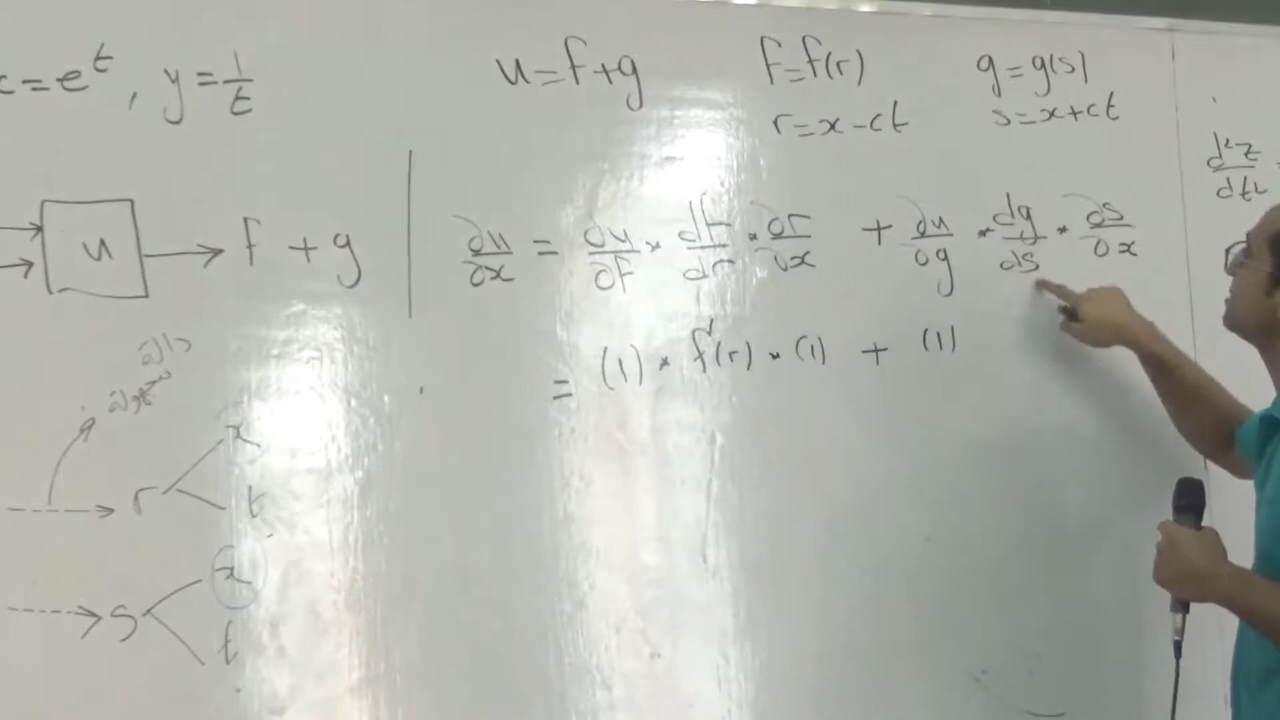 x=e^t , y=1/t
u=f+g f=f(r) g=g(s)
r=x-ct s=x+ct
d²z/dt²
u f+g
∂u/∂x = ∂u/∂f * df/dr * ∂r/∂x + ∂u/∂g * dg/ds * ∂s/∂x
= (1) * f'(r) * (1) + (1)
r x
t
s x
t